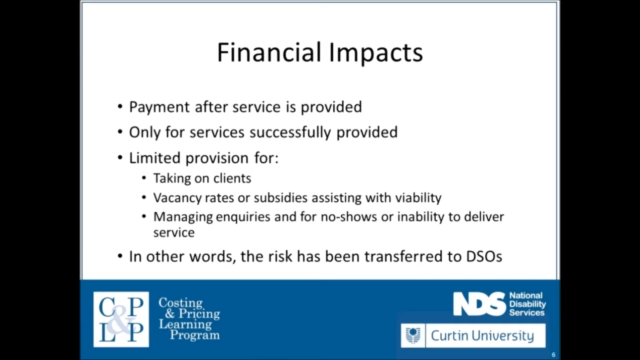 Financial Impacts
• Payment after service is provided
• Only for services successfully provided
• Limited provision for:
• Taking on clients
• Vacancy rates or subsidies assisting with viability
• Managing enquiries and for no-shows or inability to deliver
service
• In other words, the risk has been transferred to DSOs
C&P
L P
Costing
& Pricing
Learning
Program
NDS
National
Disability
Services
Curtin University
6